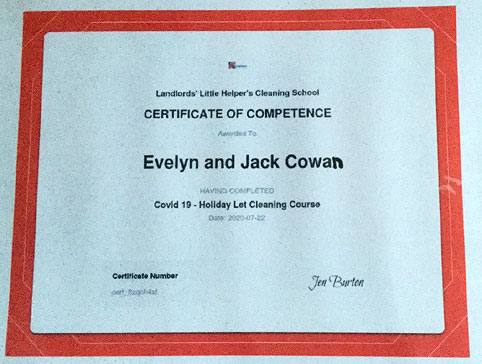 Landlords' Little Helper's Cleaning School
CERTIFICATE OF COMPETENCE
Awarded To
Evelyn and Jack Cowan
HAVING COMPLETED
Covid 19 - Holiday Let Cleaning Course
Date: 2020-07-22
Certificate Number
Jen Burton